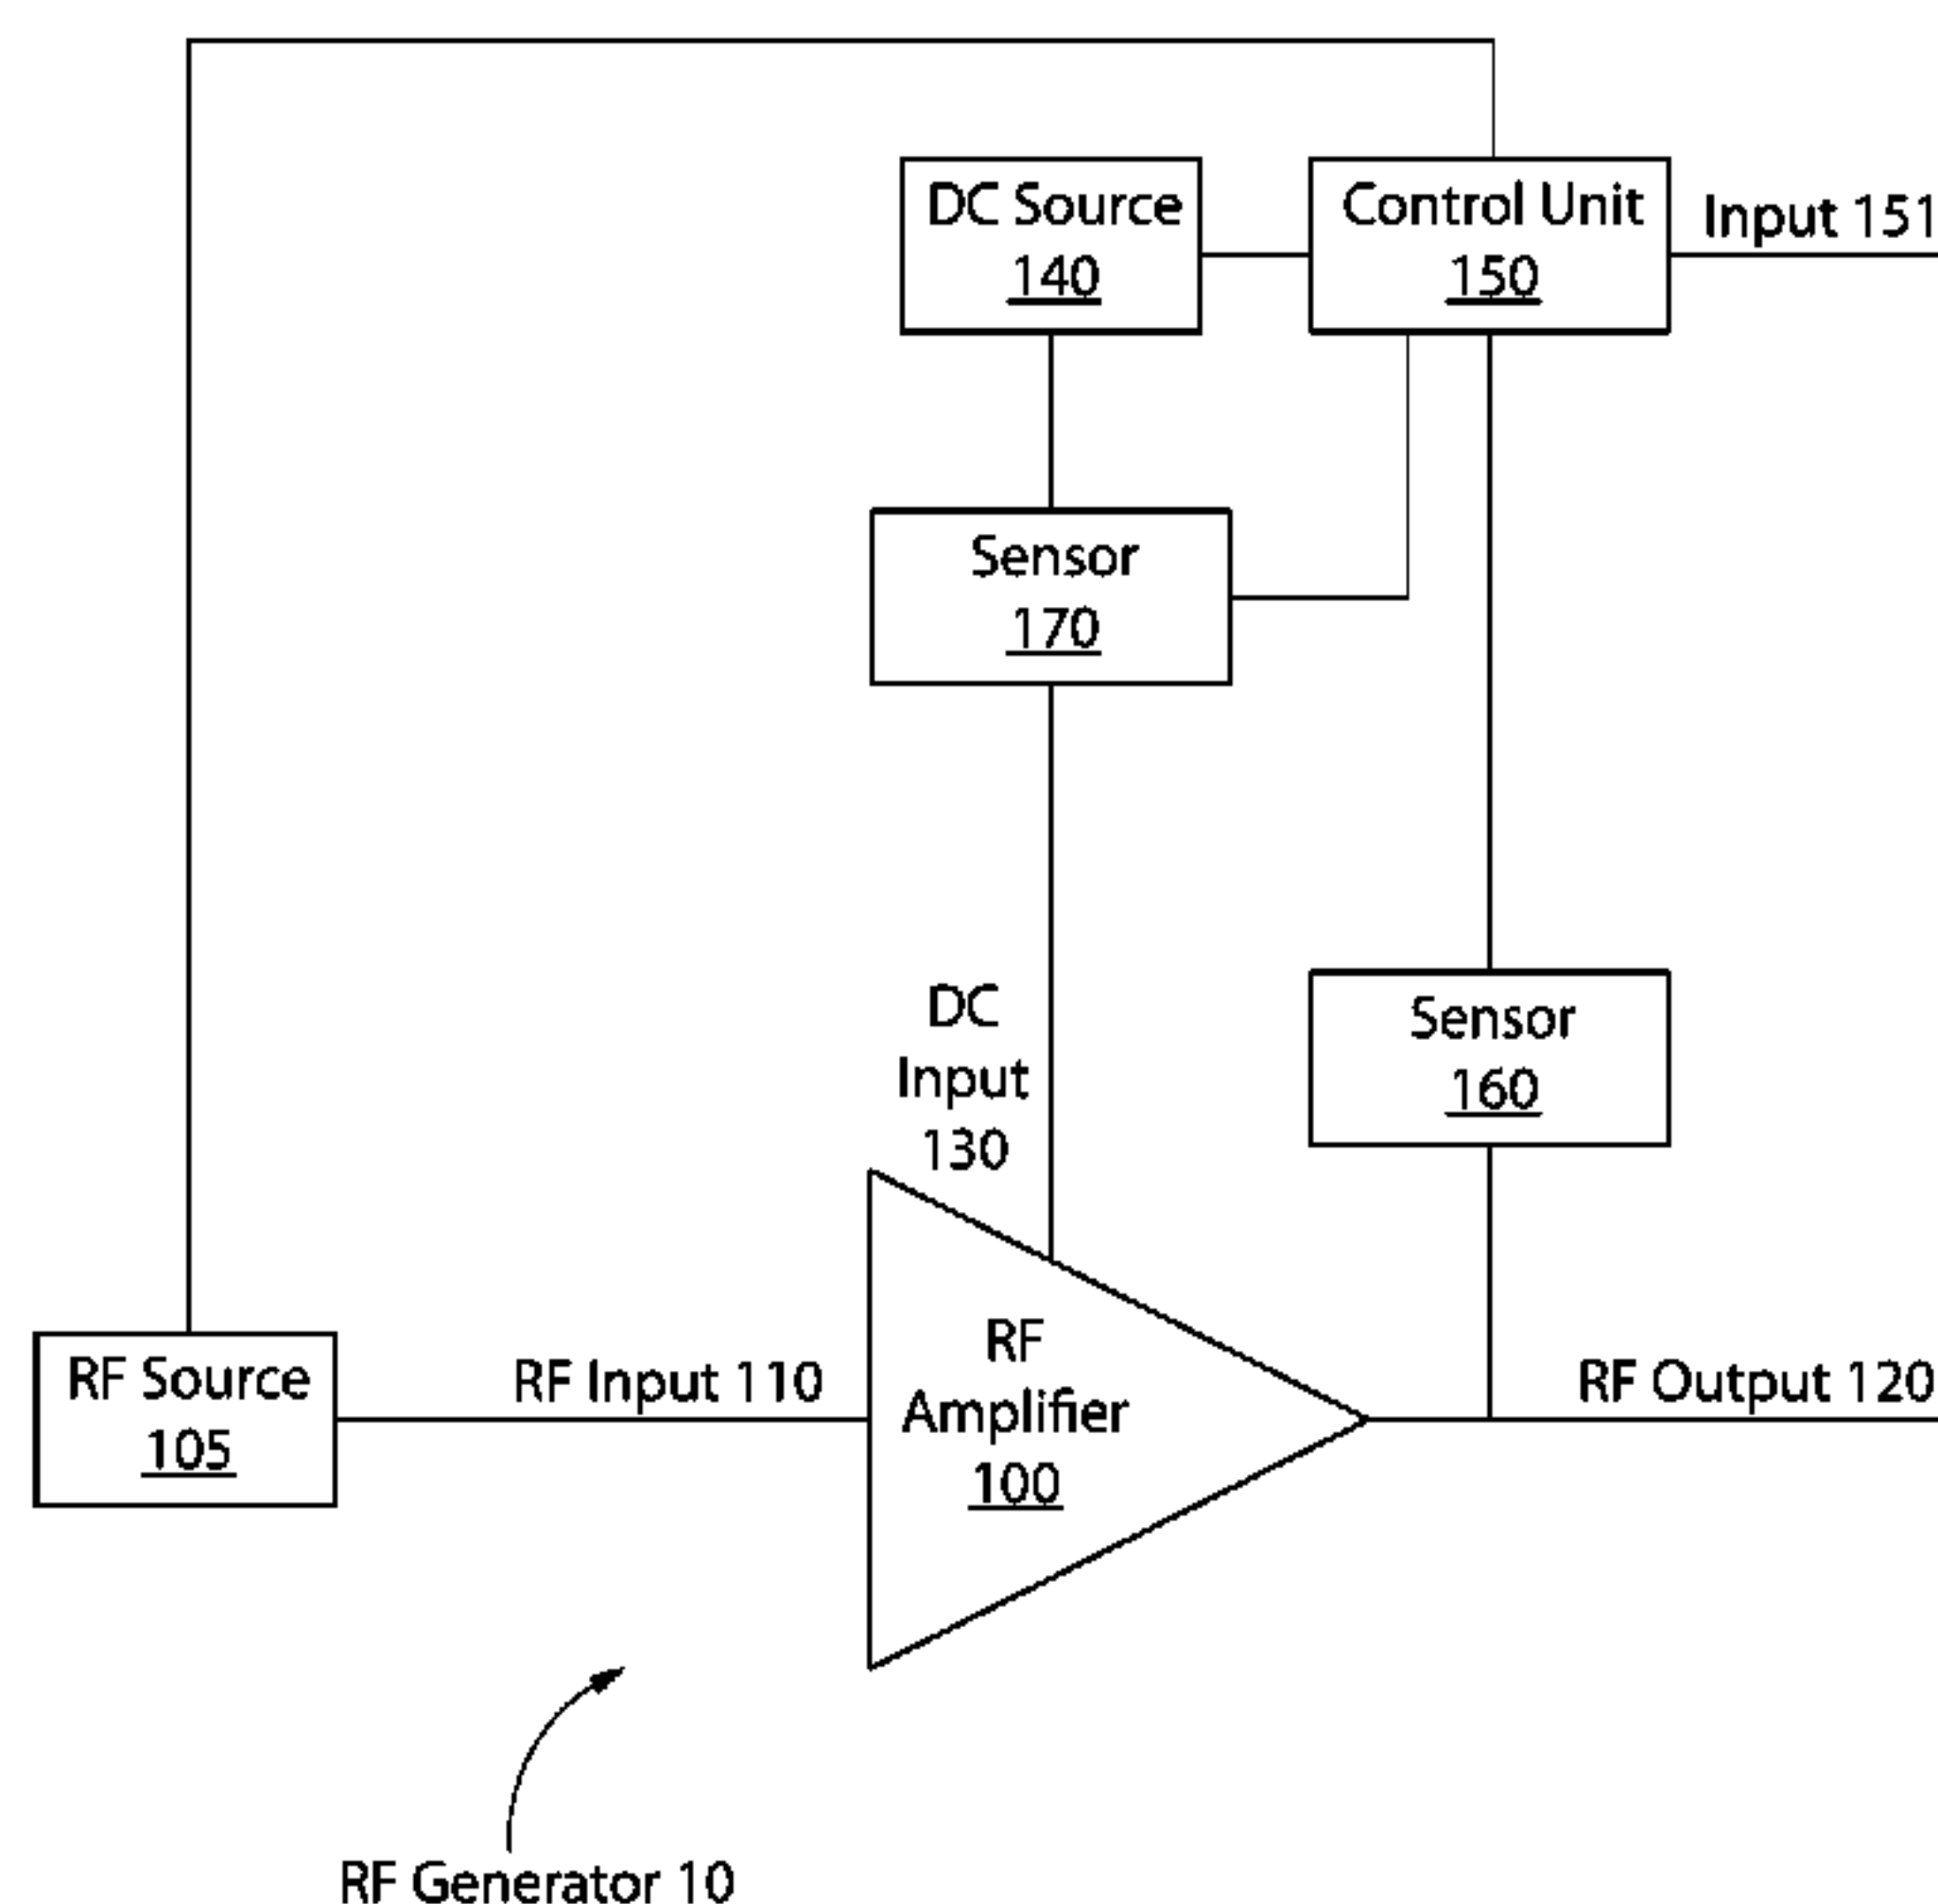 DC Source
140
Control Unit
150
Input 151
Sensor
170
DC
Input
130
Sensor
160
RF Source
105
RF Input 110
RF
Amplifier
100
RF Output 120
RF Generator 10